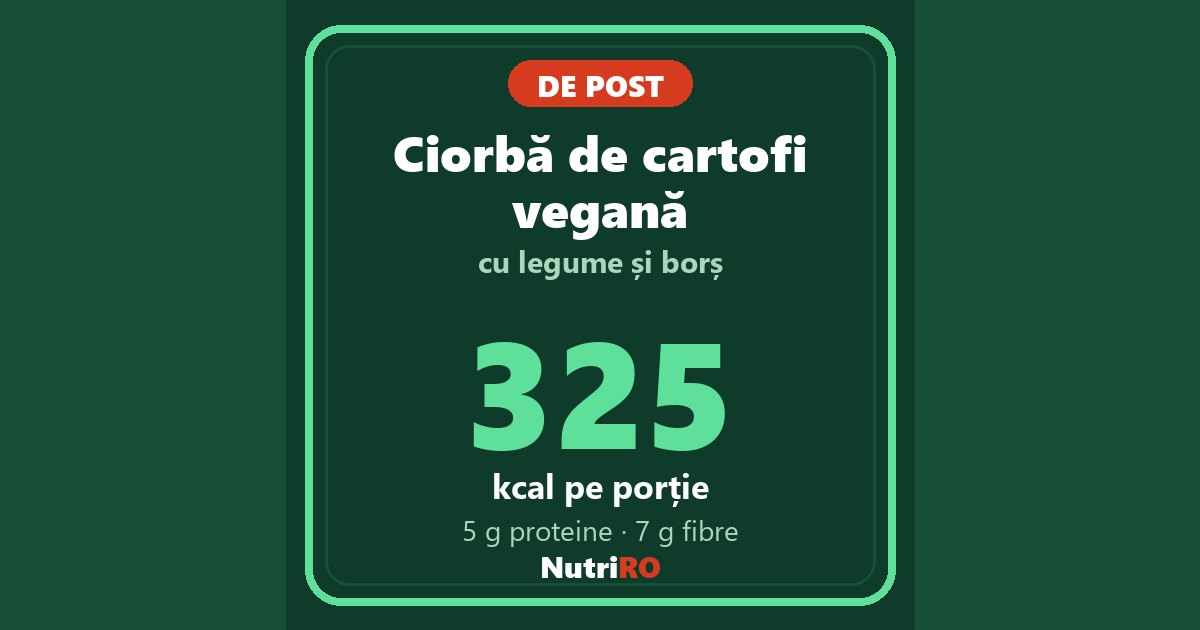 DE POST
Ciorbă de cartofi
vegană
cu legume și borș
325
kcal pe porție
5 g proteine · 7 g fibre
NutriRO